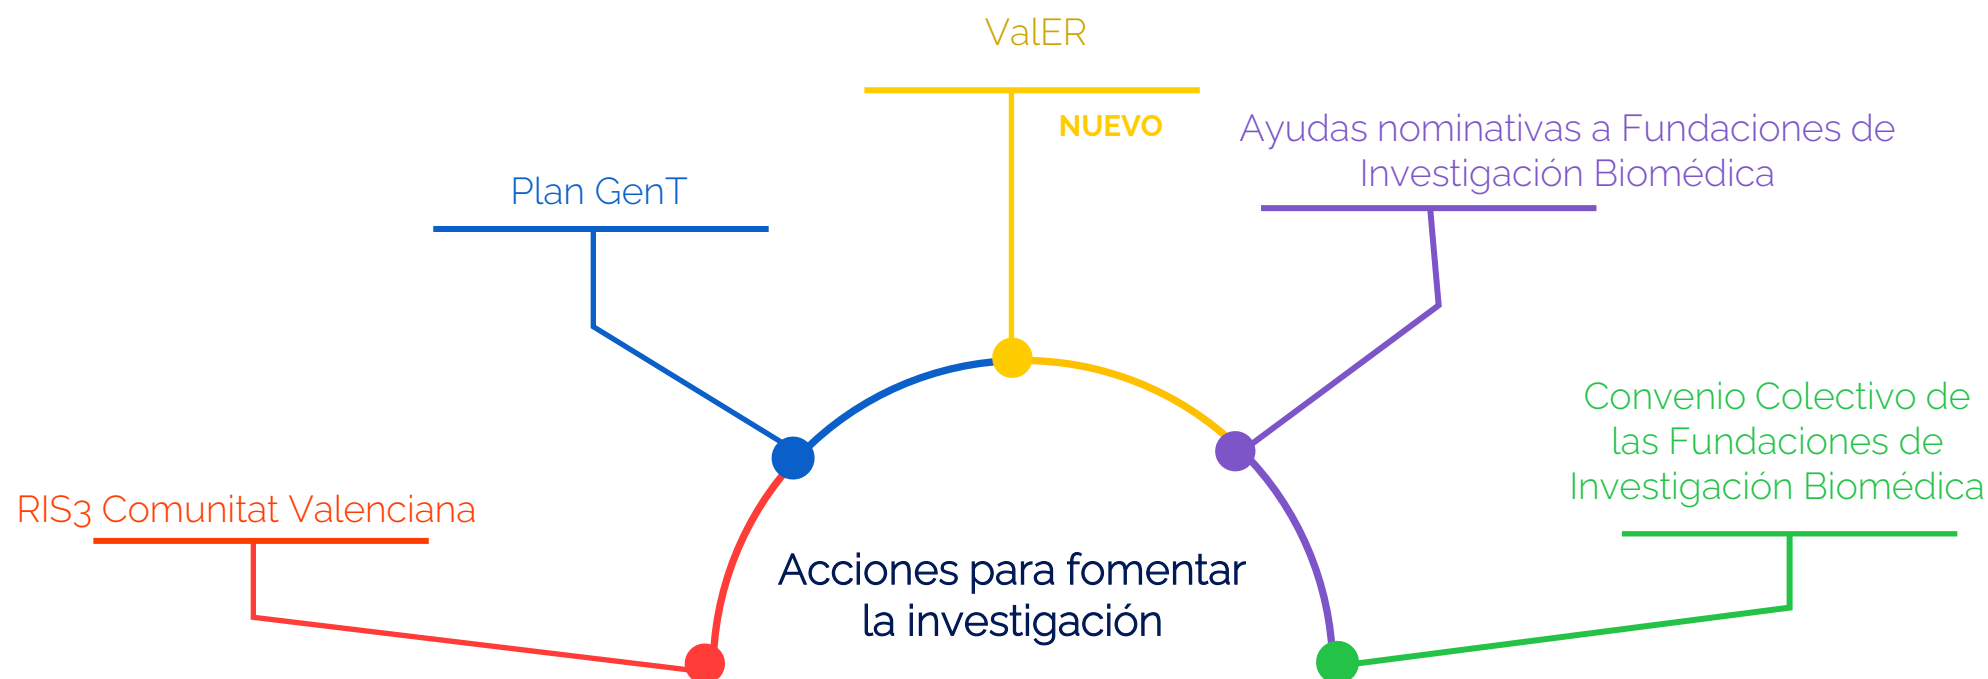 ValER
NUEVO
Ayudas nominativas a Fundaciones de
Investigación Biomédica
Plan GenT
Convenio Colectivo de
las Fundaciones de
Investigación Biomédica
RIS3 Comunitat Valenciana
Acciones para fomentar
la investigación